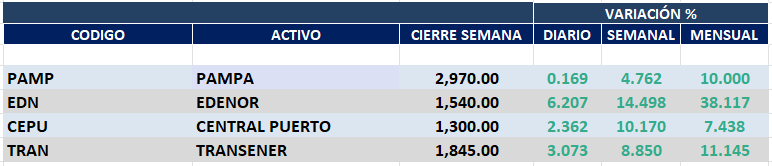 VARIACIÓN %
CODIGO ACTIVO CIERRE SEMANA DIARIO SEMANAL MENSUAL
PAMP PAMPA 2,970.00 0.169 4.762 10.000
EDN EDENOR 1,540.00 6.207 14.498 38.117
CEPU CENTRAL PUERTO 1,300.00 2.362 10.170 7.438
TRAN TRANSENER 1,845.00 3.073 8.850 11.145